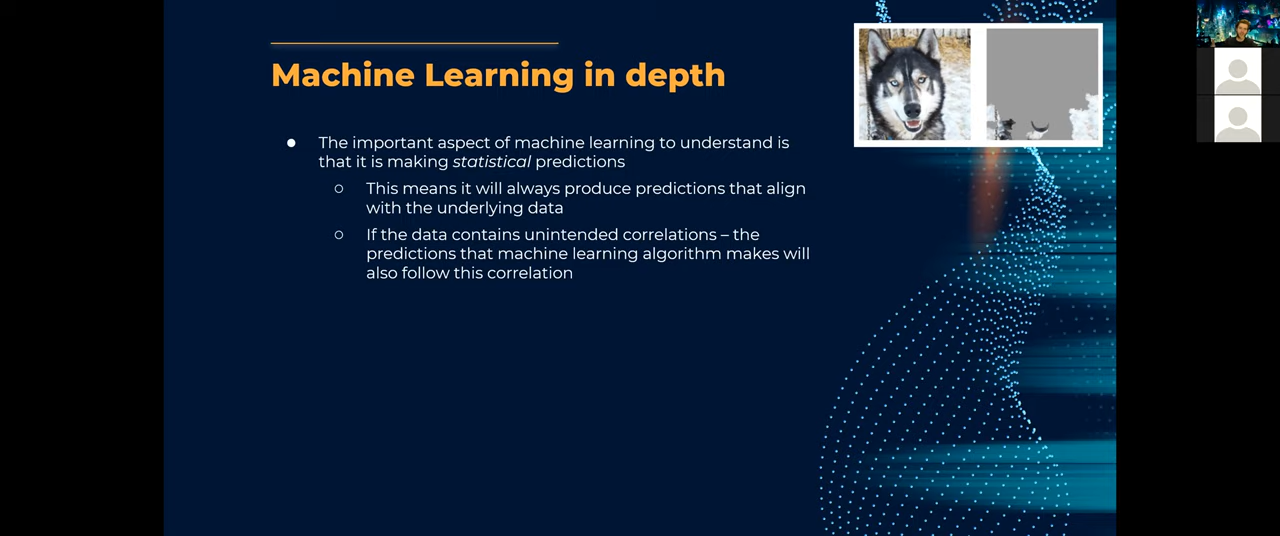 Machine Learning in depth
● The important aspect of machine learning to understand is
that it is making statistical predictions
○ This means it will always produce predictions that align
with the underlying data
○ If the data contains unintended correlations – the
predictions that machine learning algorithm makes will
also follow this correlation